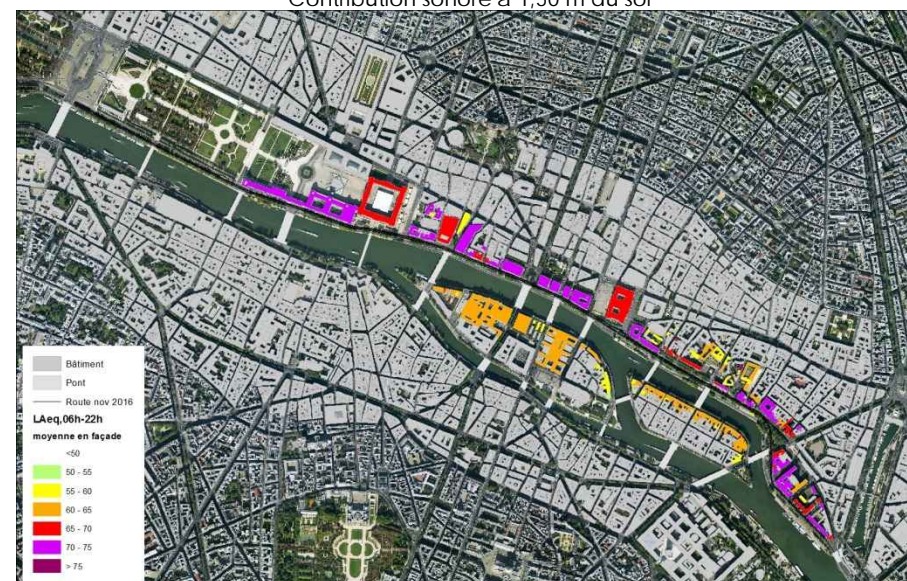 Contribution sonore à 1,50 m du sol
Bâtiment
Pont
Route nov 2016
LAeq,06h-22h
moyenne en façade
<50
50 - 55
55 - 60
60 - 65
65 - 70
70 - 75
> 75